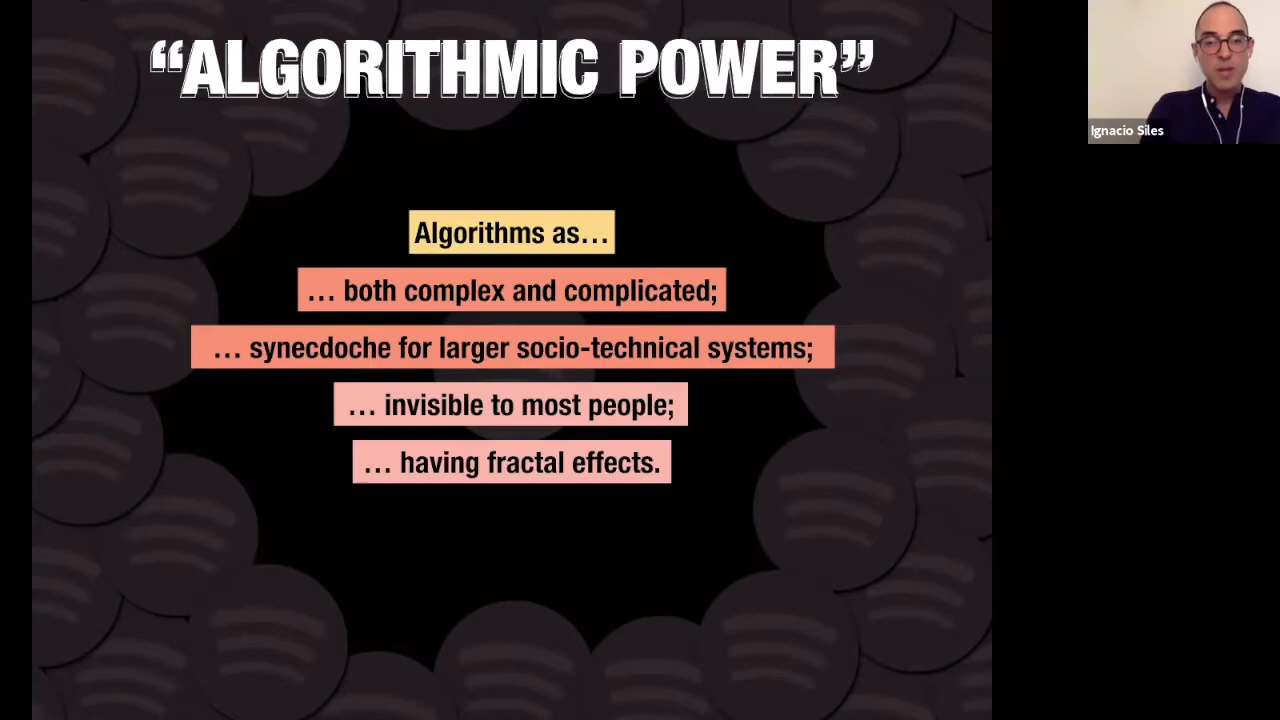 “ALGORITHMIC POWER”
Algorithms as…
… both complex and complicated;
… synecdoche for larger socio-technical systems;
… invisible to most people;
… having fractal effects.
Ignacio Siles